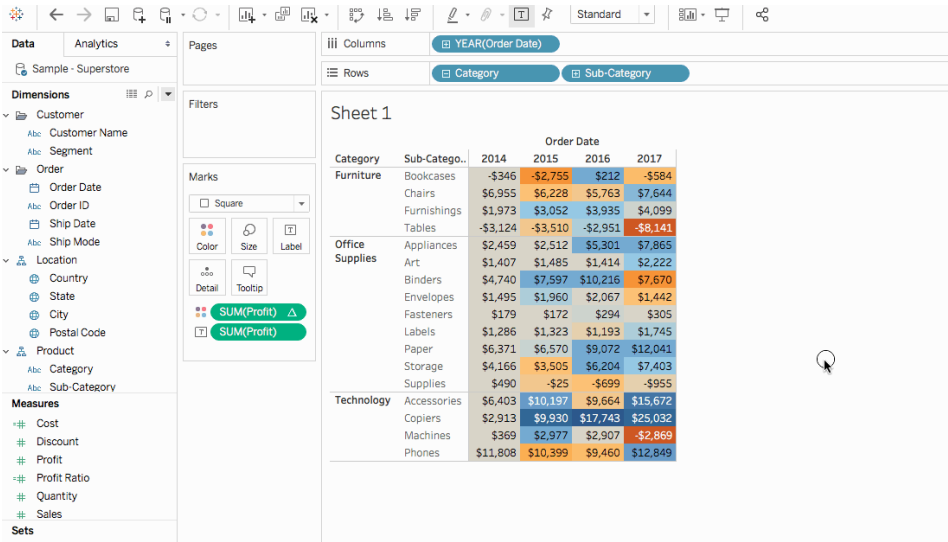 Standard
Data Analytics
Sample - Superstore
Dimensions
Customer
Abc Customer Name
Abc Segment
Order
Order Date
Abc Order ID
Ship Date
Abc Ship Mode
Location
Country
State
City
Postal Code
Product
Abc Category
Abc Sub-Category
Measures
Cost
Discount
Profit
Profit Ratio
Quantity
Sales
Sets
Pages
Filters
Marks
Square
Color Size Label
Detail Tooltip
SUM(Profit)
SUM(Profit)
Columns YEAR(Order Date)
Rows Category Sub-Category
Sheet 1
Order Date
Category Sub-Catego.. 2014 2015 2016 2017
Furniture Bookcases -$346 -$2,755 $212 -$584
Chairs $6,955 $6,228 $5,763 $7,644
Furnishings $1,973 $3,052 $3,935 $4,099
Tables -$3,124 -$3,510 -$2,951 -$8,141
Office Supplies Appliances $2,459 $2,512 $5,301 $7,865
Art $1,407 $1,485 $1,414 $2,222
Binders $4,740 $7,597 $10,216 $7,670
Envelopes $1,495 $1,960 $2,067 $1,442
Fasteners $179 $172 $294 $305
Labels $1,286 $1,323 $1,193 $1,745
Paper $6,371 $6,570 $9,072 $12,041
Storage $4,166 $3,505 $6,204 $7,403
Supplies $490 -$25 -$699 -$955
Technology Accessories $6,403 $10,197 $9,664 $15,672
Copiers $2,913 $9,930 $17,743 $25,032
Machines $369 $2,977 $2,907 -$2,869
Phones $11,808 $10,399 $9,460 $12,849